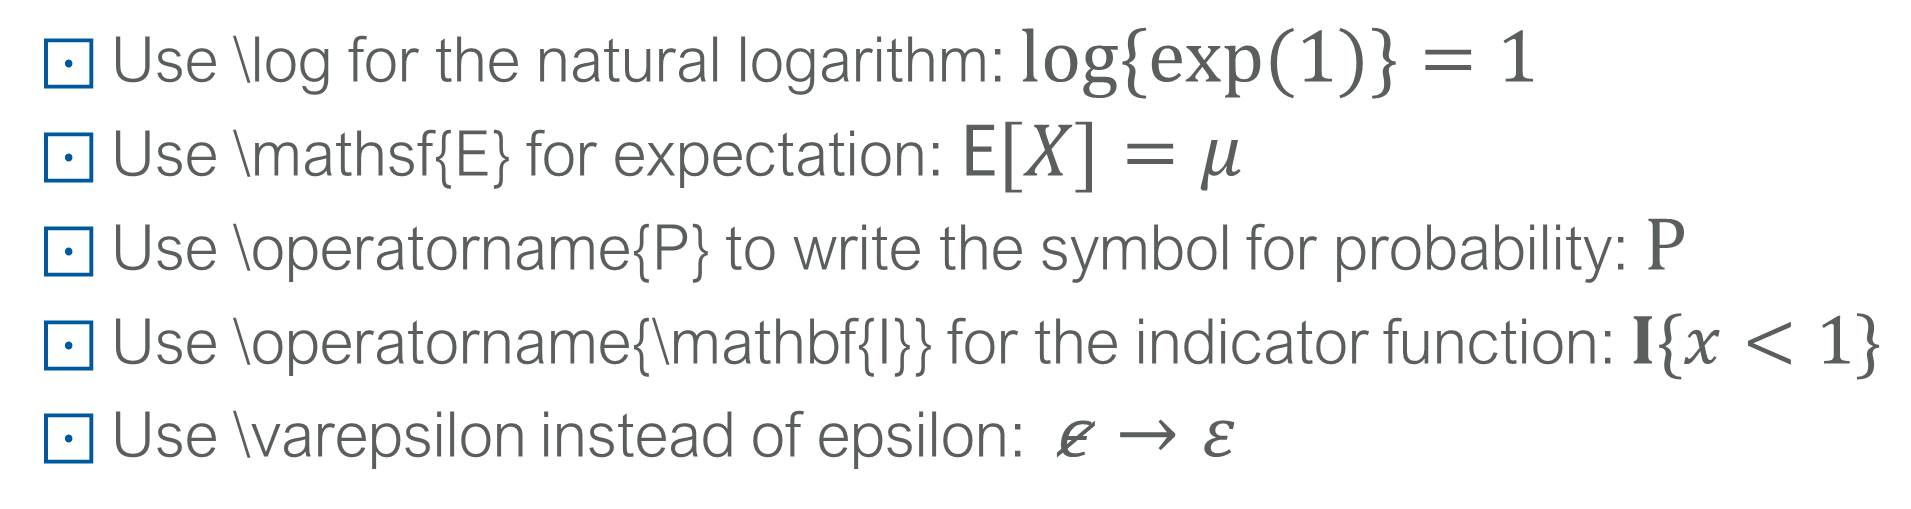 Use \log for the natural logarithm: log{exp(1)} = 1
Use \mathsf{E} for expectation: E[X] = μ
Use \operatorname{P} to write the symbol for probability: P
Use \operatorname{\mathbf{I}} for the indicator function: I{x < 1}
Use \varepsilon instead of epsilon: ϵ̸ → ε